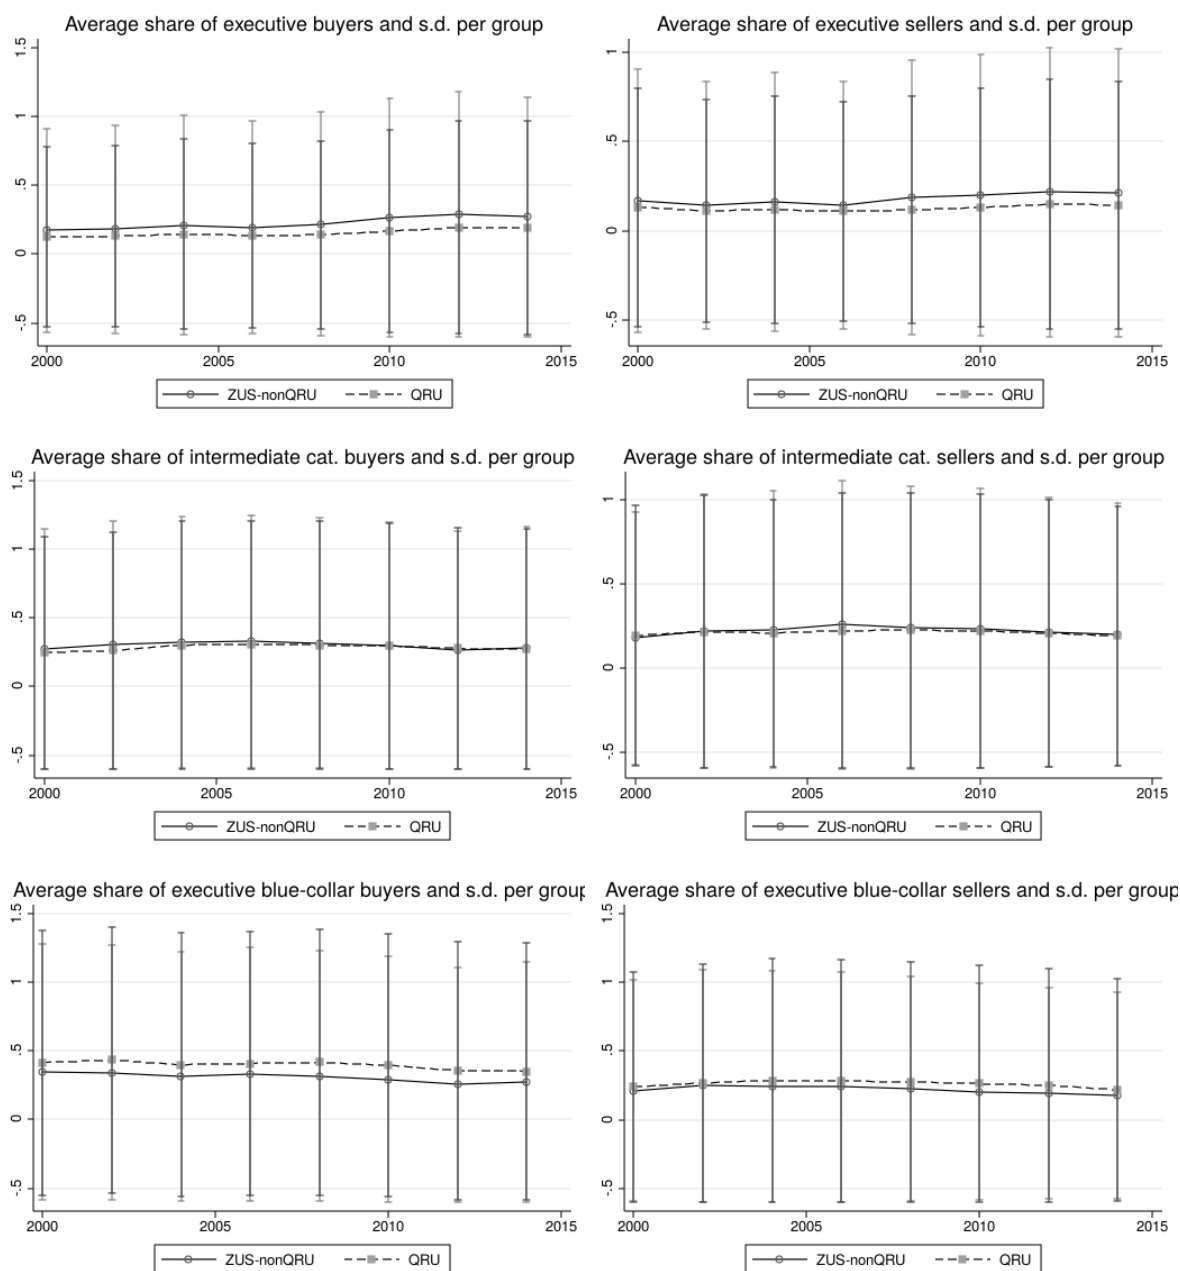 Average share of executive buyers and s.d. per group
1.5
1
.5
0
-.5
2000 2005 2010 2015
ZUS-nonQRU QRU
Average share of executive sellers and s.d. per group
1
.5
0
-.5
2000 2005 2010 2015
ZUS-nonQRU QRU
Average share of intermediate cat. buyers and s.d. per group
1.5
1
.5
0
-.5
2000 2005 2010 2015
ZUS-nonQRU QRU
Average share of intermediate cat. sellers and s.d. per group
1
.5
0
-.5
2000 2005 2010 2015
ZUS-nonQRU QRU
Average share of executive blue-collar buyers and s.d. per group
1.5
1
.5
0
-.5
2000 2005 2010 2015
ZUS-nonQRU QRU
Average share of executive blue-collar sellers and s.d. per group
1.5
1
.5
0
-.5
2000 2005 2010 2015
ZUS-nonQRU QRU